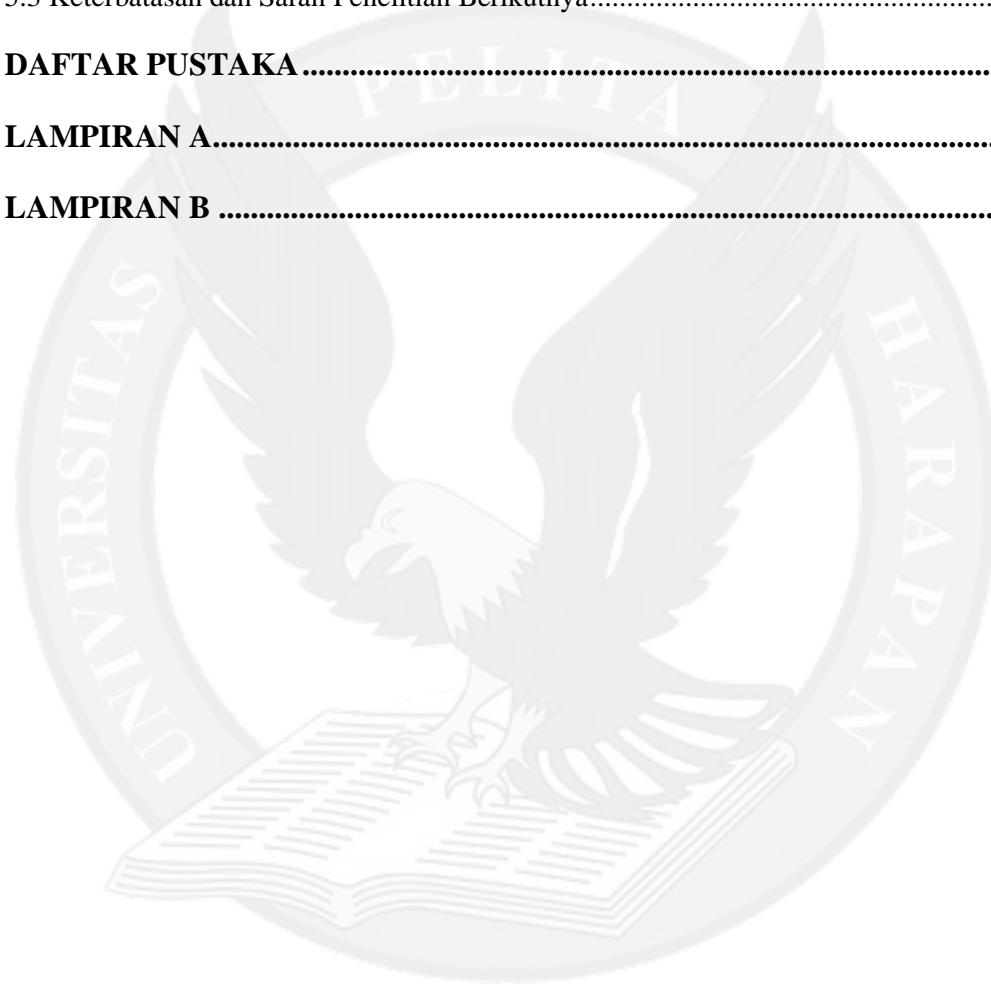 5.3 Keterbatasan dan Saran Penelitian Berikutnya..........................................................
DAFTAR PUSTAKA.......................................................................................
LAMPIRAN A..................................................................................................
LAMPIRAN B ..................................................................................................
UNIVERSITAS PELITA HARAPAN